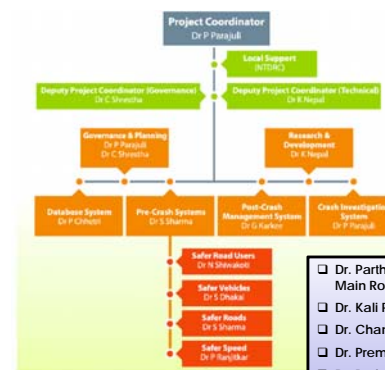 Project Coordinator
Dr P Parajuli
Local Support
(NTDRC)
Deputy Project Coordinator (Governance)
Dr C Shrestha
Deputy Project Coordinator (Technical)
Dr K Nepal
Governance & Planning
Dr P Parajuli
Dr C Shrestha
Research &
Development
Dr K Nepal
Database System
Dr P Chhetri
Pre-Crash Systems
Dr S Sharma
Post-Crash
Management System
Dr G Karkee
Crash Investigation
System
Dr P Parajuli
Safer Road Users
Dr N Shiwakoti
Safer Vehicles
Dr S Dhakal
Safer Roads
Dr S Sharma
Safer Speed
Dr P Ranjitkar
Dr. Parth
Main Ro
Dr. Kali P
Dr. Char
Dr. Prem